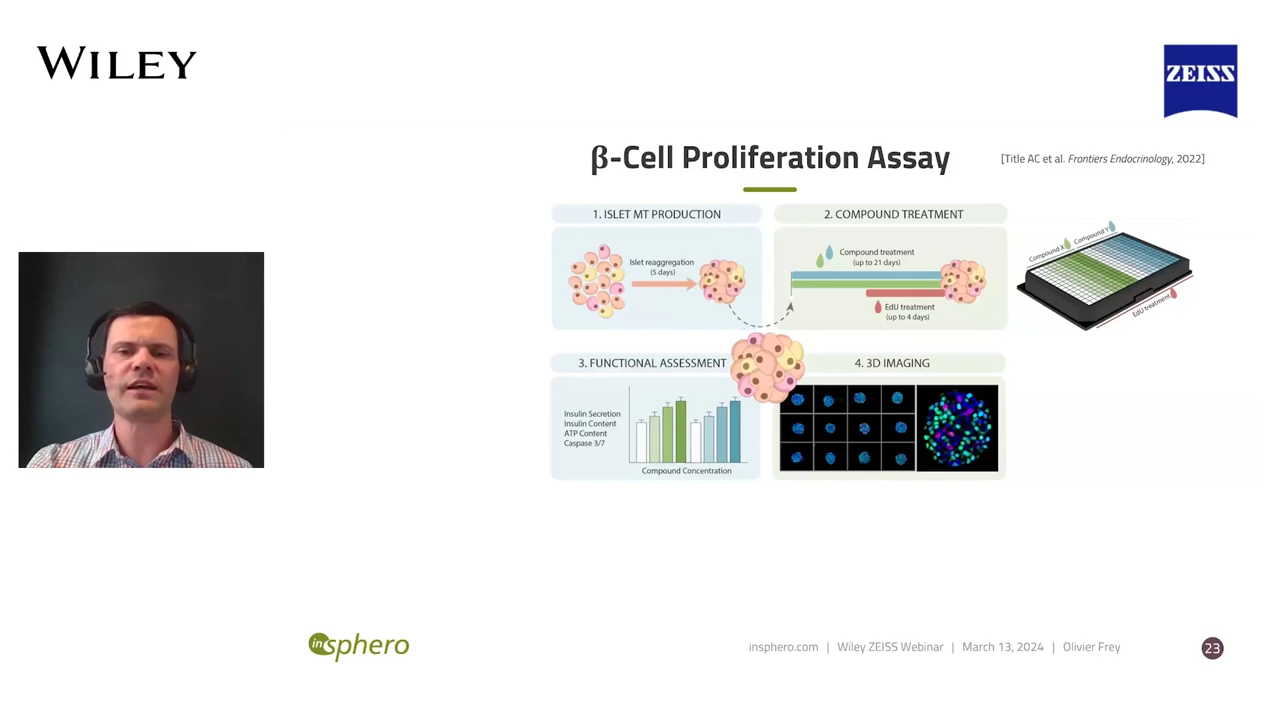 WILEY
ZEISS
β-Cell Proliferation Assay
[Title AC et al. Frontiers Endocrinology, 2022]
1. ISLET MT PRODUCTION
Islet reaggregation
(5 days)
2. COMPOUND TREATMENT
Compound treatment
(up to 21 days)
EdU treatment
(up to 4 days)
Compound X
Compound Y
EdU treatment
3. FUNCTIONAL ASSESSMENT
Insulin Secretion
Insulin Content
ATP Content
Caspase 3/7
Compound Concentration
4. 3D IMAGING
insphero
insphero.com | Wiley ZEISS Webinar | March 13, 2024 | Olivier Frey
23